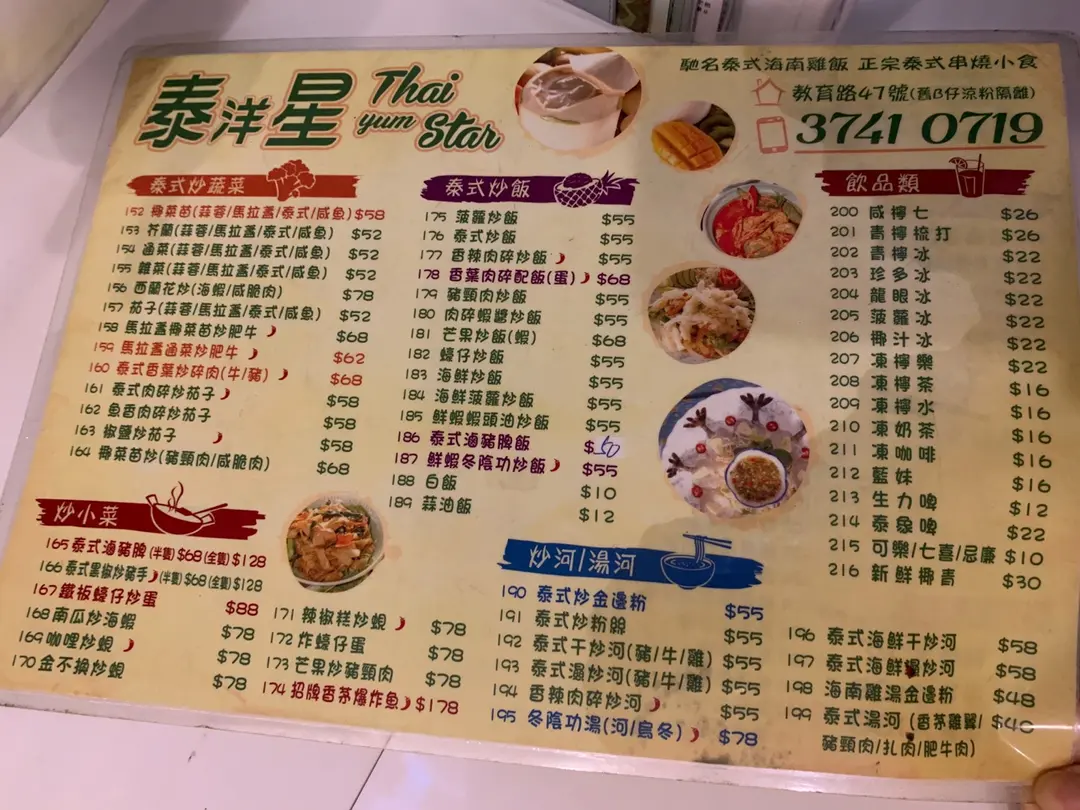 泰洋星 Thai yum Star
馳名泰式海南雞飯 正宗泰式串燒小食
教育路47號(舊B仔涼粉隔離)
3741 0719
泰式炒蔬菜
152 椰菜苗(蒜蓉/馬拉盞/泰式/咸魚) $58
153 芥蘭(蒜蓉/馬拉盞/泰式/咸魚) $52
154 通菜(蒜蓉/馬拉盞/泰式/咸魚) $52
155 雜菜(蒜蓉/馬拉盞/泰式/咸魚) $52
156 西蘭花炒(海蝦/咸脆肉) $78
157 茄子(蒜蓉/馬拉盞/泰式/咸魚) $52
158 馬拉盞椰菜苗炒肥牛 $68
159 馬拉盞通菜炒肥牛 $62
160 泰式香葉炒碎肉(牛/豬) $68
161 泰式肉碎炒茄子 $58
162 魚香肉碎炒茄子 $58
163 椒鹽炒茄子 $58
164 椰菜苗炒(豬頸肉/咸脆肉) $68
炒小菜
165 泰式滷豬脾(半隻) $68 (全隻) $128
166 泰式黑椒炒豬手(半隻) $68 (全隻) $128
167 鐵板蠔仔炒蛋 $88
168 南瓜炒海蝦 $78
169 咖哩炒蜆 $78
170 金不換炒蜆 $78
171 辣椒糕炒蜆 $78
172 炸蠔仔蛋 $78
173 芒果炒豬頸肉 $78
174 招牌香茅爆炸魚 $178
泰式炒飯
175 菠蘿炒飯 $55
176 泰式炒飯 $55
177 香辣肉碎炒飯 $55
178 香葉肉碎配飯(蛋) $68
179 豬頸肉炒飯 $55
180 肉碎蝦醬炒飯 $55
181 芒果炒飯(蝦) $68
182 蠔仔炒飯 $55
183 海鮮炒飯 $55
184 海鮮菠蘿炒飯 $55
185 鮮蝦蝦頭油炒飯 $55
186 泰式滷豬脾飯 $50
187 鮮蝦冬陰功炒飯 $55
188 白飯 $10
189 蒜油飯 $12
炒河/湯河
190 泰式炒金邊粉 $55
191 泰式炒粉絲 $55
192 泰式干炒河(豬/牛/雞) $55
193 泰式濕炒河(豬/牛/雞) $55
194 香辣肉碎炒河 $55
195 冬陰功湯(河/烏冬) $78
196 泰式海鮮干炒河 $58
197 泰式海鮮濕炒河 $58
198 海南雞湯金邊粉 $48
199 泰式湯河 (香茅雞翼/ $40
豬頸肉/扎肉/肥牛肉)
飲品類
200 咸檸七 $26
201 青檸梳打 $26
202 青檸冰 $22
203 珍多冰 $22
204 龍眼冰 $22
205 菠蘿冰 $22
206 椰汁冰 $22
207 凍檸樂 $22
208 凍檸茶 $16
209 凍檸水 $16
210 凍奶茶 $16
211 凍咖啡 $16
212 藍妹 $16
213 生力啤 $12
214 泰象啤 $22
215 可樂/七喜/忌廉 $10
216 新鮮椰青 $30